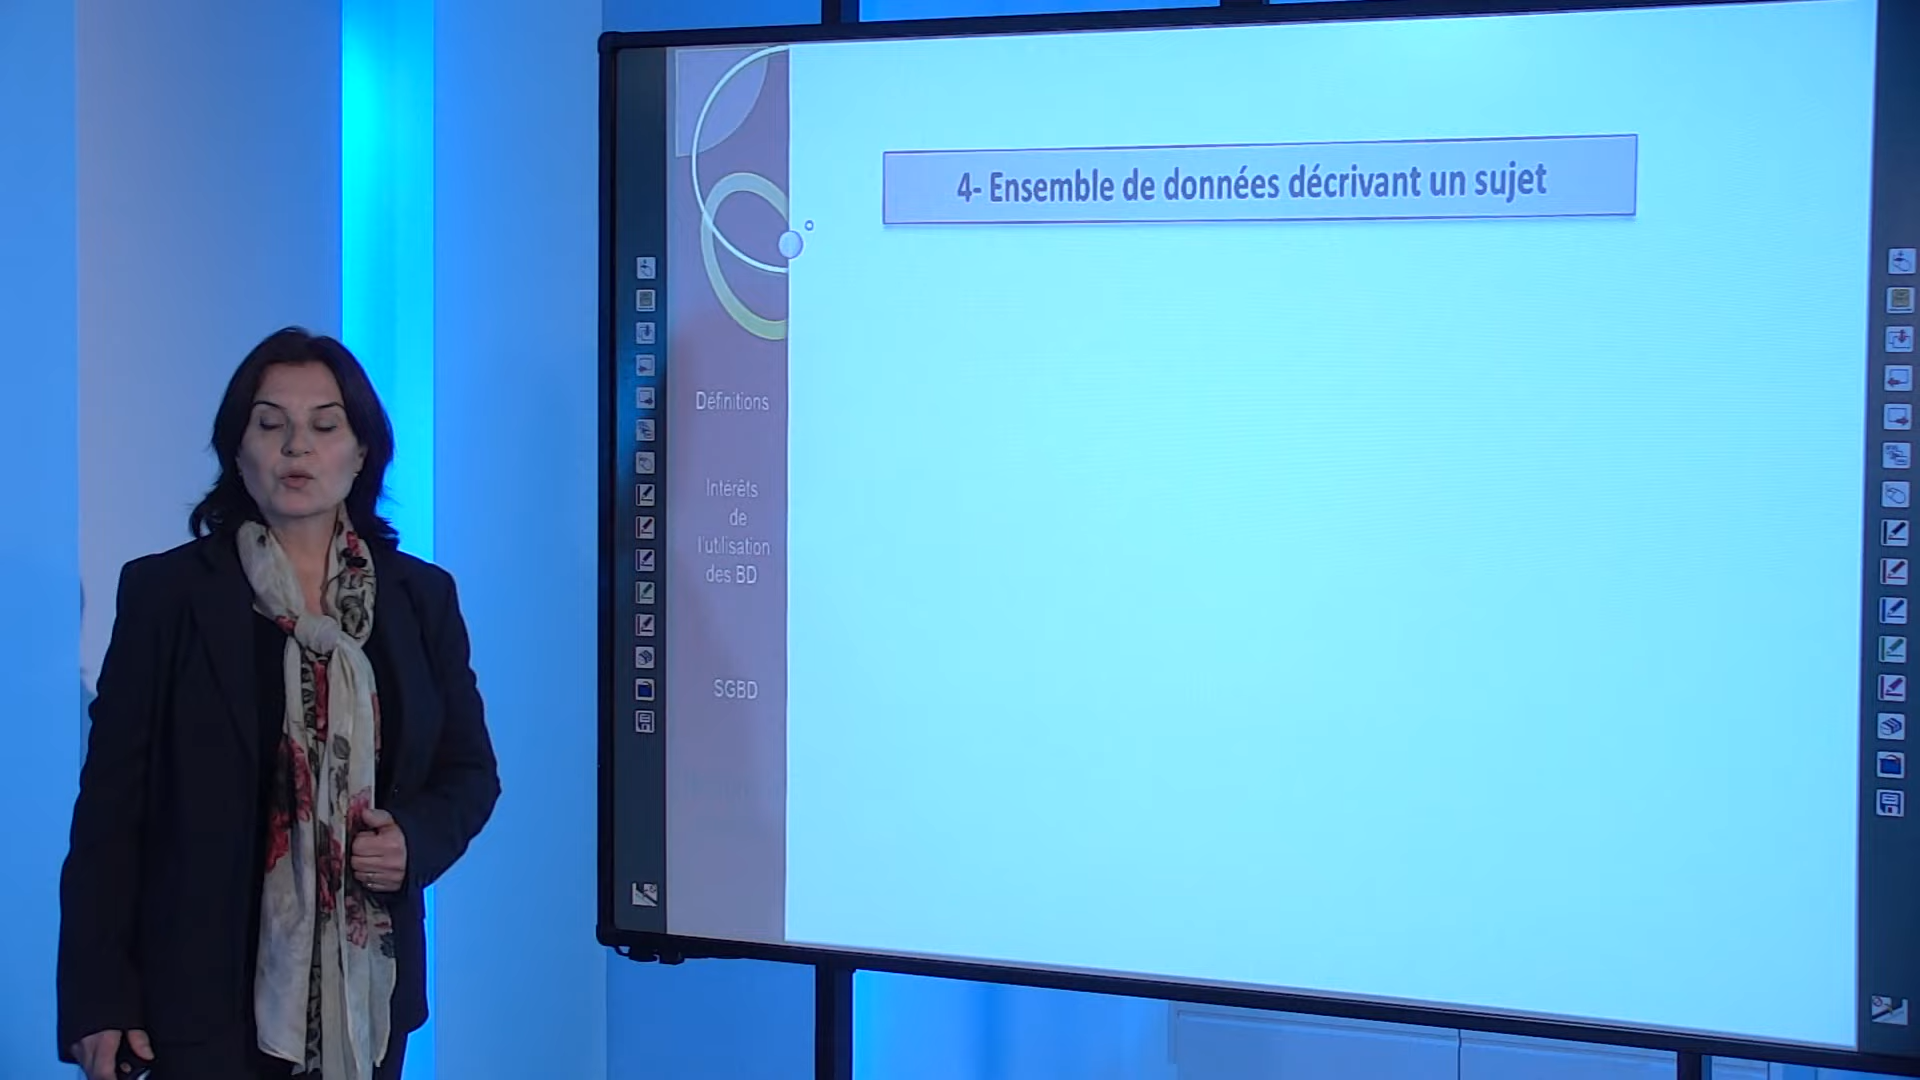 4- Ensemble de données décrivant un sujet
Définitions
Intérêts
de
l'utilisation
des BD
SGBD